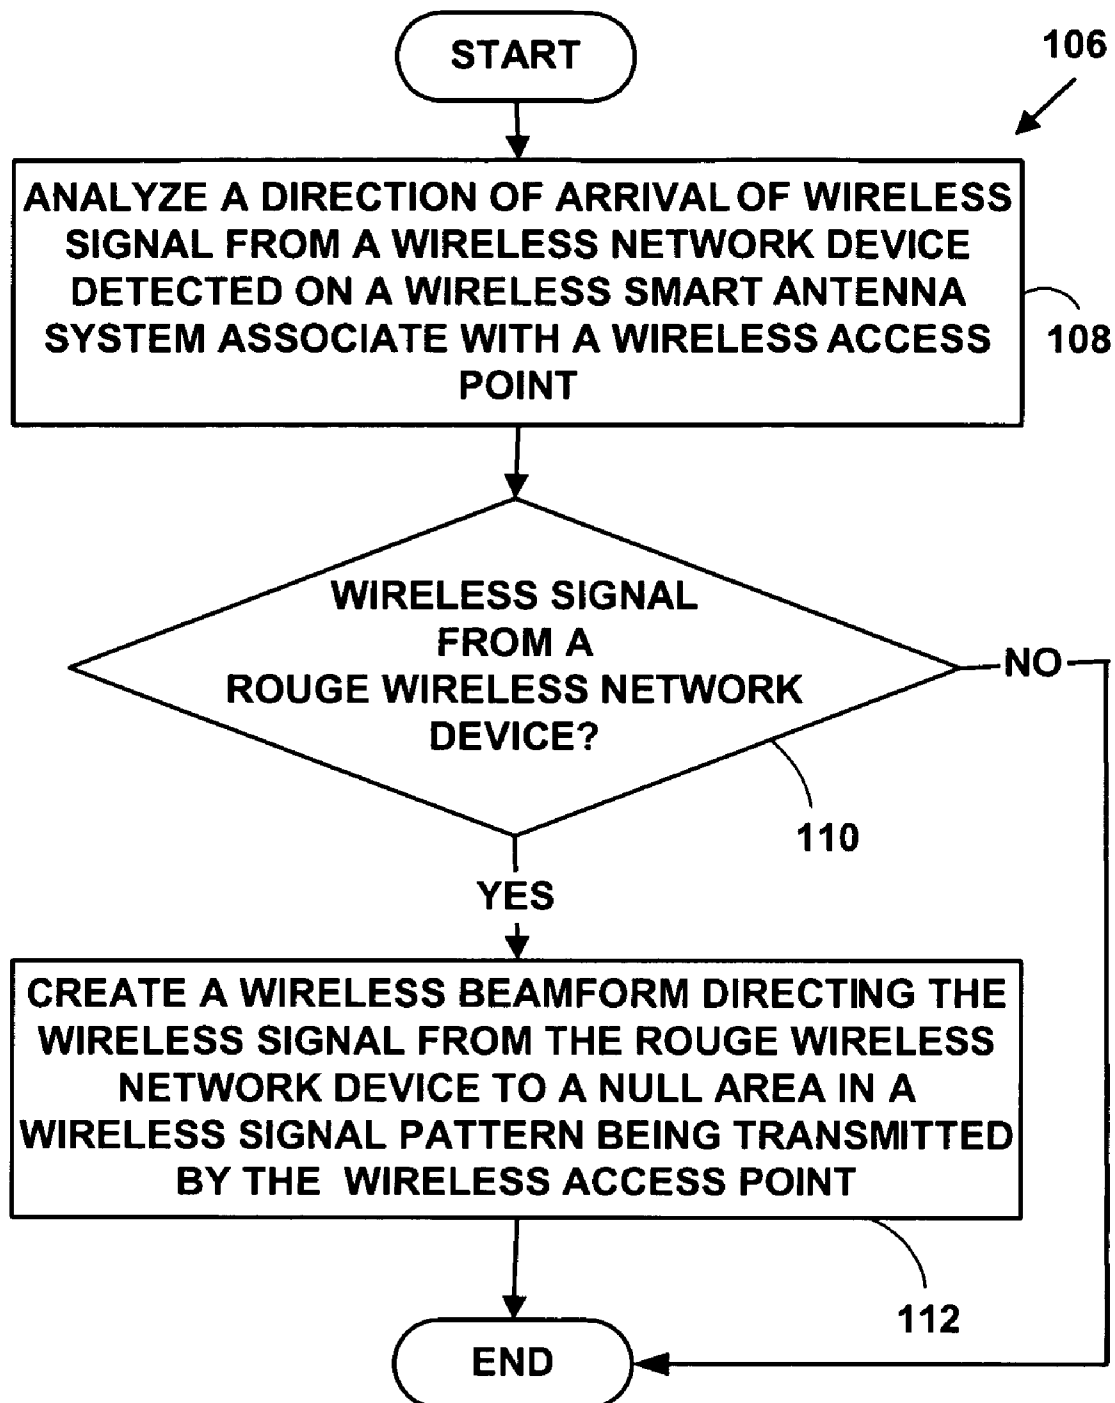 START
106
ANALYZE A DIRECTION OF ARRIVAL OF WIRELESS
SIGNAL FROM A WIRELESS NETWORK DEVICE
DETECTED ON A WIRELESS SMART ANTENNA
SYSTEM ASSOCIATE WITH A WIRELESS ACCESS
POINT
108
WIRELESS SIGNAL
FROM A
ROUGE WIRELESS NETWORK
DEVICE?
NO
110
YES
CREATE A WIRELESS BEAMFORM DIRECTING THE
WIRELESS SIGNAL FROM THE ROUGE WIRELESS
NETWORK DEVICE TO A NULL AREA IN A
WIRELESS SIGNAL PATTERN BEING TRANSMITTED
BY THE WIRELESS ACCESS POINT
112
END